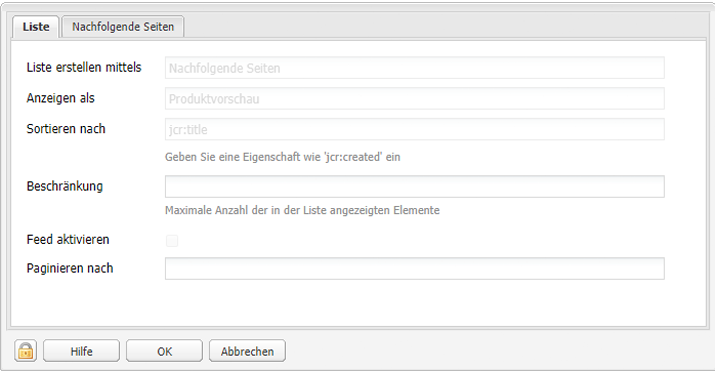 Liste Nachfolgende Seiten
Liste erstellen mittels Nachfolgende Seiten
Anzeigen als Produktvorschau
Sortieren nach jcr:title
Geben Sie eine Eigenschaft wie 'jcr:created' ein
Beschränkung
Maximale Anzahl der in der Liste angezeigten Elemente
Feed aktivieren
Paginieren nach
Hilfe OK Abbrechen